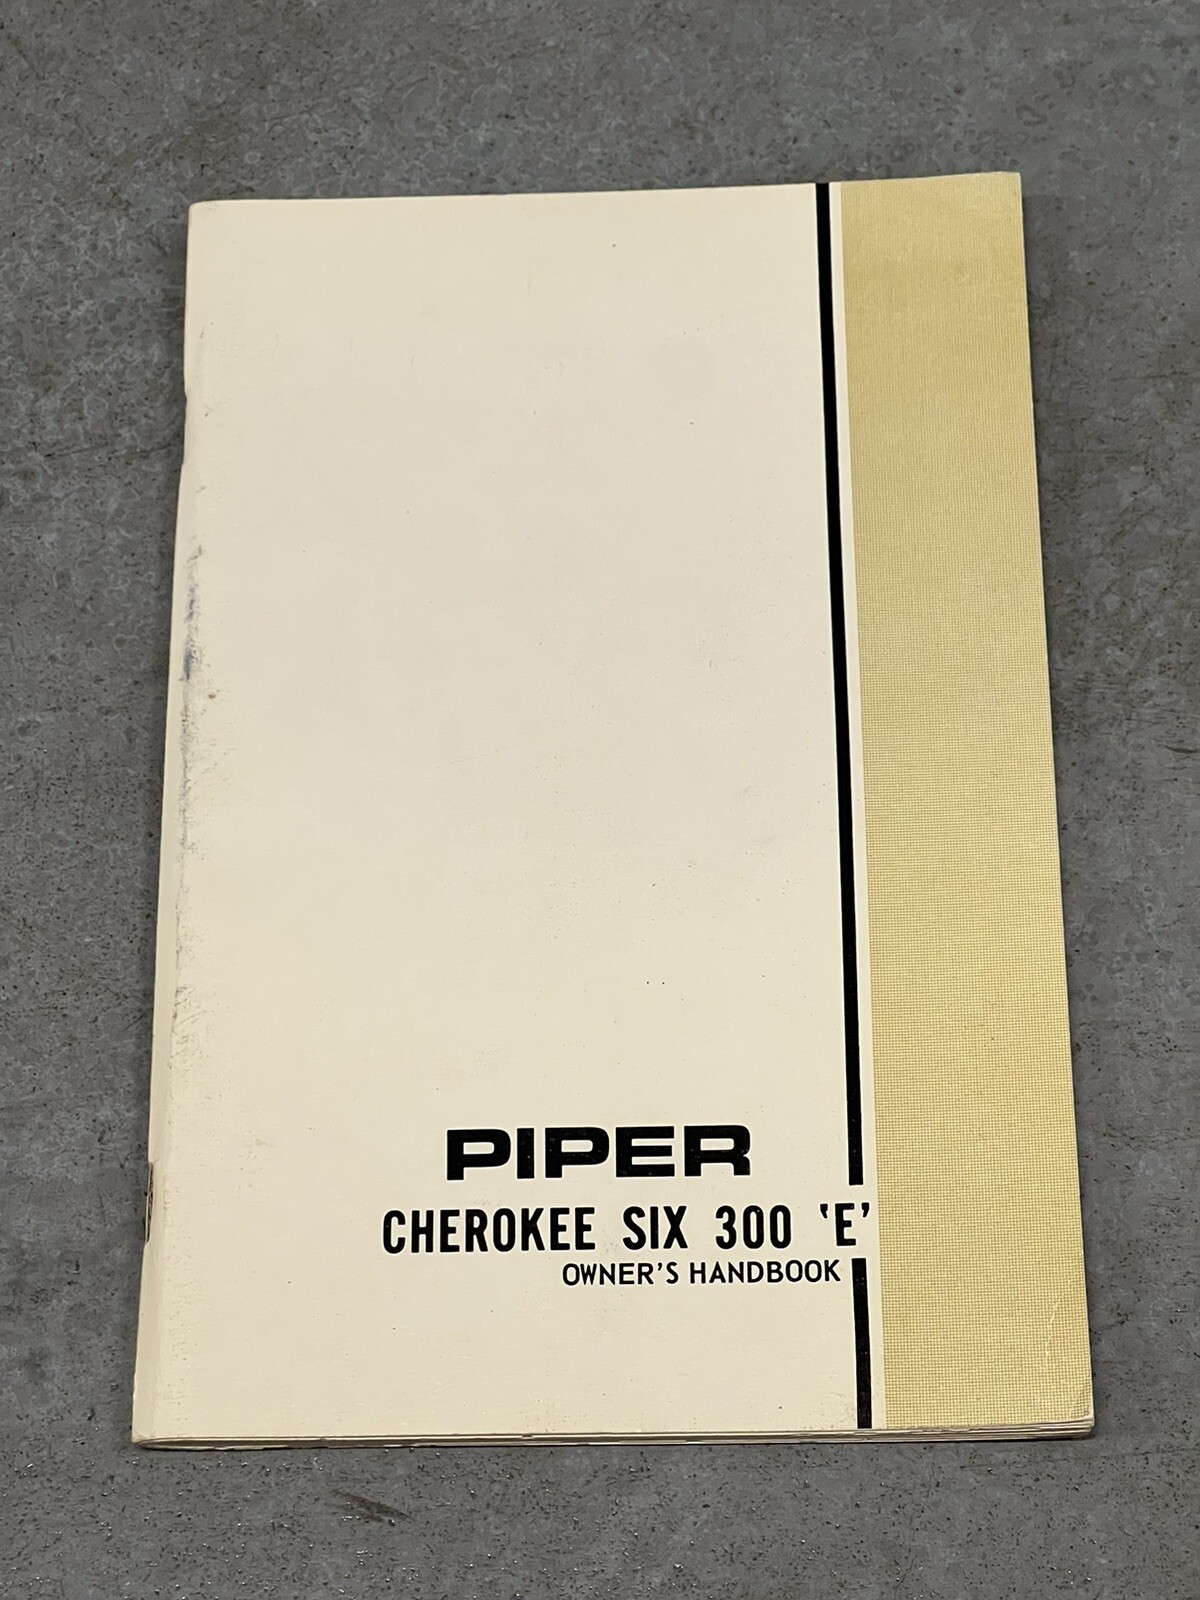 PIPER
CHEROKEE SIX 300 ‘E’
OWNER'S HANDBOOK